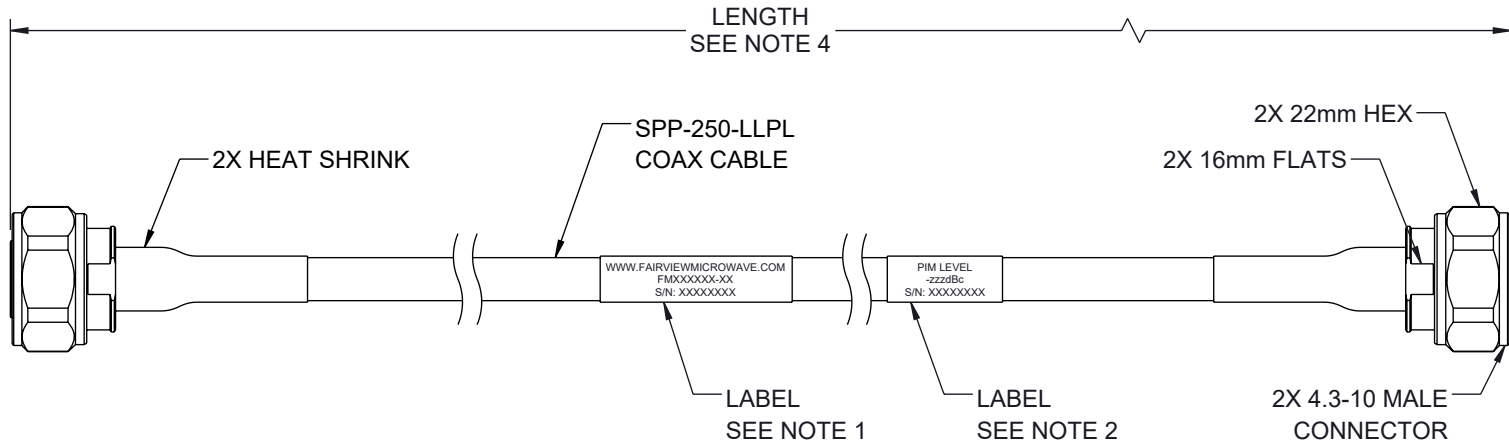 LENGTH
SEE NOTE 4
2X HEAT SHRINK
SPP-250-LLPL
COAX CABLE
2X 22mm HEX
2X 16mm FLATS
WWW.FAIRVIEWMICROWAVE.COM
FMXXXXXX-XX
S/N: XXXXXXXX
PIM LEVEL
-zzzdBc
S/N: XXXXXXXX
LABEL
SEE NOTE 1
LABEL
SEE NOTE 2
2X 4.3-10 MALE
CONNECTOR